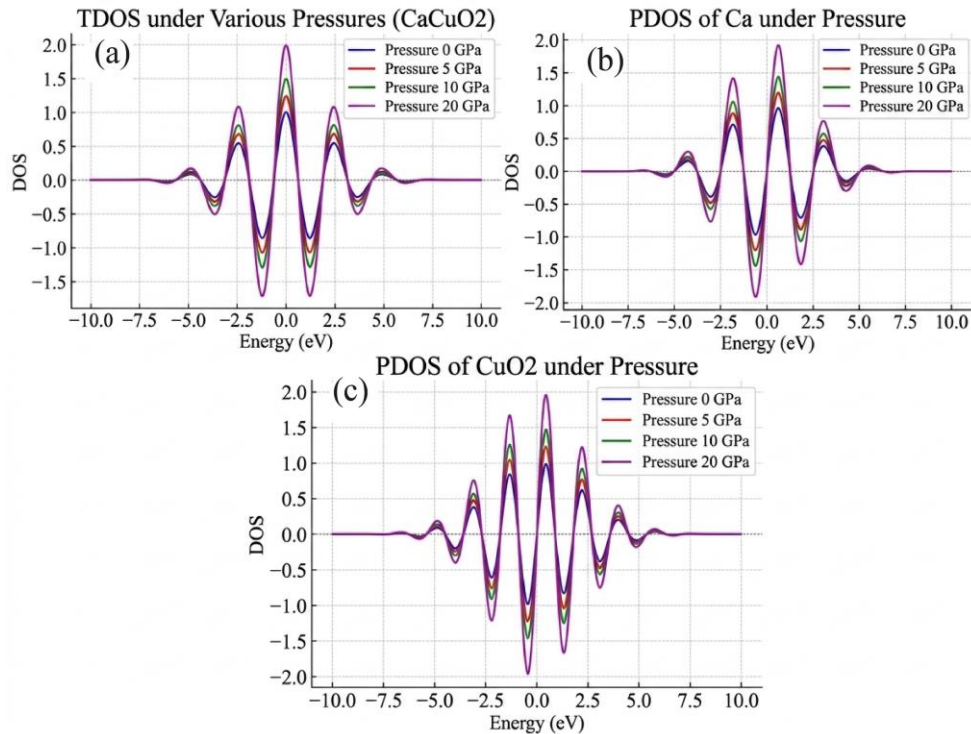 TDOS under Various Pressures (CaCuO2)
(a)
Pressure 0 GPa
Pressure 5 GPa
Pressure 10 GPa
Pressure 20 GPa
2.0
1.5
1.0
0.5
0.0
−0.5
−1.0
−1.5
DOS
−10.0 −7.5 −5.0 −2.5 0.0 2.5 5.0 7.5 10.0
Energy (eV)
PDOS of Ca under Pressure
(b)
Pressure 0 GPa
Pressure 5 GPa
Pressure 10 GPa
Pressure 20 GPa
2.0
1.5
1.0
0.5
0.0
−0.5
−1.0
−1.5
−2.0
DOS
−10.0 −7.5 −5.0 −2.5 0.0 2.5 5.0 7.5 10.0
Energy (eV)
PDOS of CuO2 under Pressure
(c)
Pressure 0 GPa
Pressure 5 GPa
Pressure 10 GPa
Pressure 20 GPa
2.0
1.5
1.0
0.5
0.0
−0.5
−1.0
−1.5
−2.0
DOS
−10.0 −7.5 −5.0 −2.5 0.0 2.5 5.0 7.5 10.0
Energy (eV)